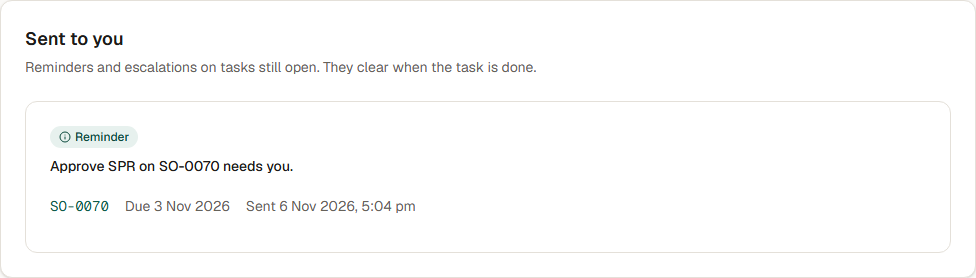 Sent to you
Reminders and escalations on tasks still open. They clear when the task is done.
Reminder
Approve SPR on SO-0070 needs you.
SO-0070 Due 3 Nov 2026 Sent 6 Nov 2026, 5:04 pm